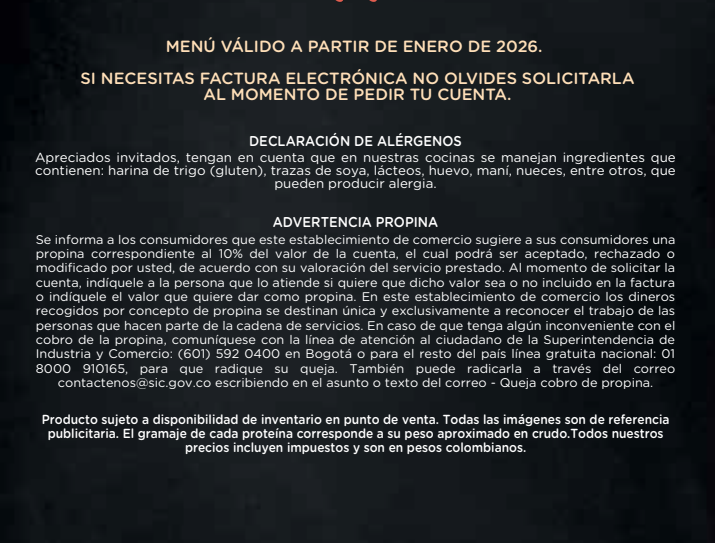 MENÚ VÁLIDO A PARTIR DE ENERO DE 2026.
SI NECESITAS FACTURA ELECTRÓNICA NO OLVIDES SOLICITARLA
AL MOMENTO DE PEDIR TU CUENTA.
DECLARACIÓN DE ALÉRGENOS
Apreciados invitados, tengan en cuenta que en nuestras cocinas se manejan ingredientes que
contienen: harina de trigo (gluten), trazas de soya, lácteos, huevo, maní, nueces, entre otros, que
pueden producir alergia.
ADVERTENCIA PROPINA
Se informa a los consumidores que este establecimiento de comercio sugiere a sus consumidores una
propina correspondiente al 10% del valor de la cuenta, el cual podrá ser aceptado, rechazado o
modificado por usted, de acuerdo con su valoración del servicio prestado. Al momento de solicitar la
cuenta, indíquele a la persona que lo atiende si quiere que dicho valor sea o no incluido en la factura
o indíquele el valor que quiere dar como propina. En este establecimiento de comercio los dineros
recogidos por concepto de propina se destinan única y exclusivamente a reconocer el trabajo de las
personas que hacen parte de la cadena de servicios. En caso de que tenga algún inconveniente con el
cobro de la propina, comuníquese con la línea de atención al ciudadano de la Superintendencia de
Industria y Comercio: (601) 592 0400 en Bogotá o para el resto del país línea gratuita nacional: 01
8000 910165, para que radique su queja. También puede radicarla a través del correo
contactenos@sic.gov.co escribiendo en el asunto o texto del correo - Queja cobro de propina.
Producto sujeto a disponibilidad de inventario en punto de venta. Todas las imágenes son de referencia
publicitaria. El gramaje de cada proteína corresponde a su peso aproximado en crudo.Todos nuestros
precios incluyen impuestos y son en pesos colombianos.